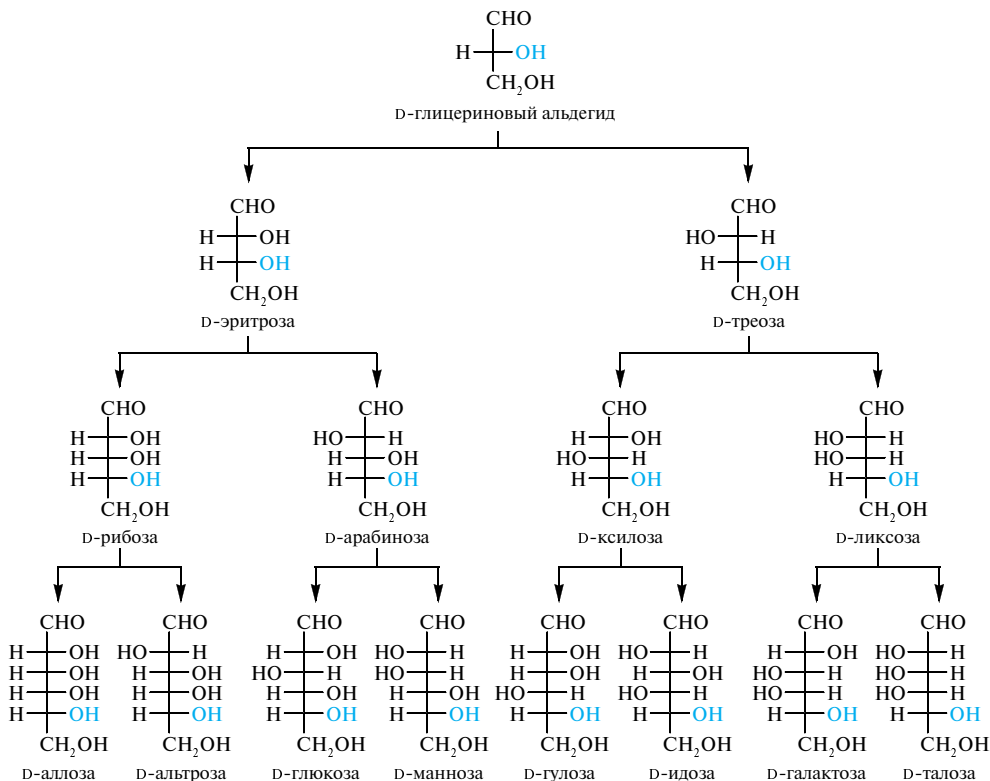 CHO
H OH
CH₂OH
D-глицериновый альдегид
CHO CHO
H OH HO H
H OH H OH
CH₂OH CH₂OH
D-эритроза D-треоза
CHO CHO CHO CHO
H OH HO H H OH HO H
H OH H OH HO H HO H
H OH H OH H OH H OH
CH₂OH CH₂OH CH₂OH CH₂OH
D-рибоза D-арабиноза D-ксилоза D-ликсоза
CHO CHO CHO CHO CHO CHO CHO CHO
H OH HO H H OH HO H H OH HO H H OH HO H
H OH H OH HO H HO H H OH H OH HO H HO H
H OH H OH H OH H OH HO H HO H HO H HO H
H OH H OH H OH H OH H OH H OH H OH H OH
CH₂OH CH₂OH CH₂OH CH₂OH CH₂OH CH₂OH CH₂OH CH₂OH
D-аллоза D-альтроза D-глюкоза D-манноза D-гулоза D-идоза D-галактоза D-талоза